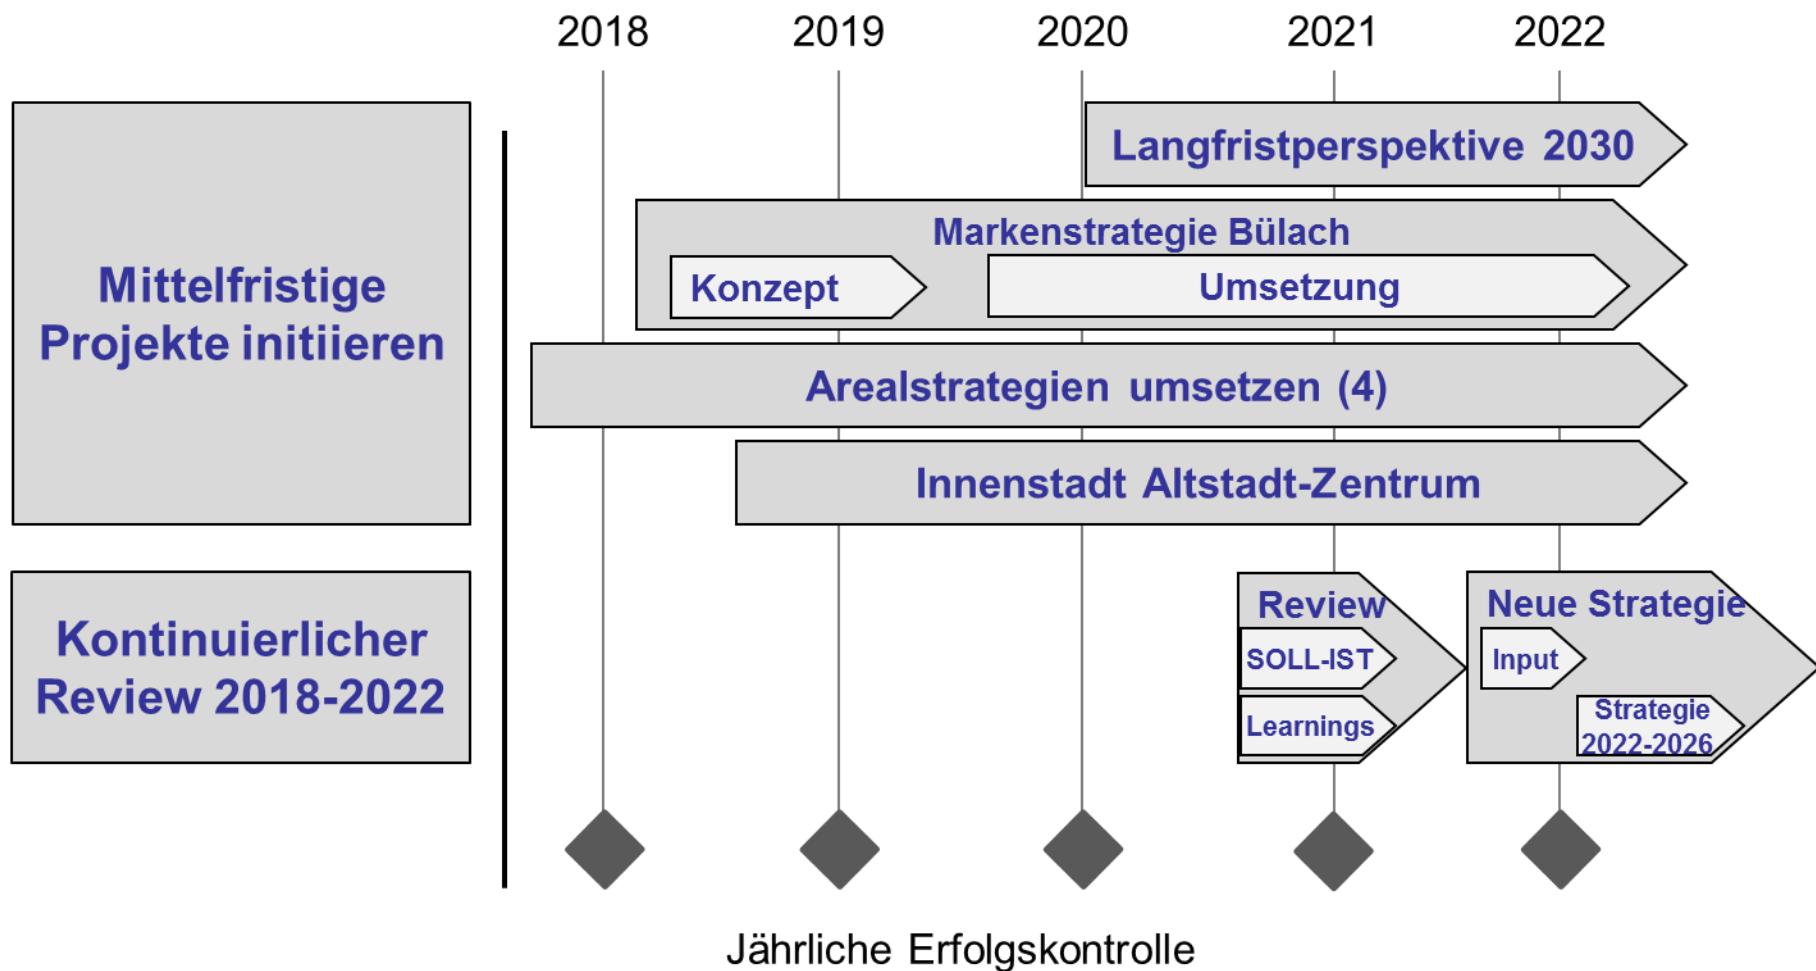 2018 2019 2020 2021 2022
Langfristperspektive 2030
Markenstrategie Bülach
Konzept
Umsetzung
Mittelfristige
Projekte initiieren
Arealstrategien umsetzen (4)
Innenstadt Altstadt-Zentrum
Kontinuierlicher
Review 2018-2022
Review
SOLL-IST
Learnings
Neue Strategie
Input
Strategie
2022-2026
Jährliche Erfolgskontrolle